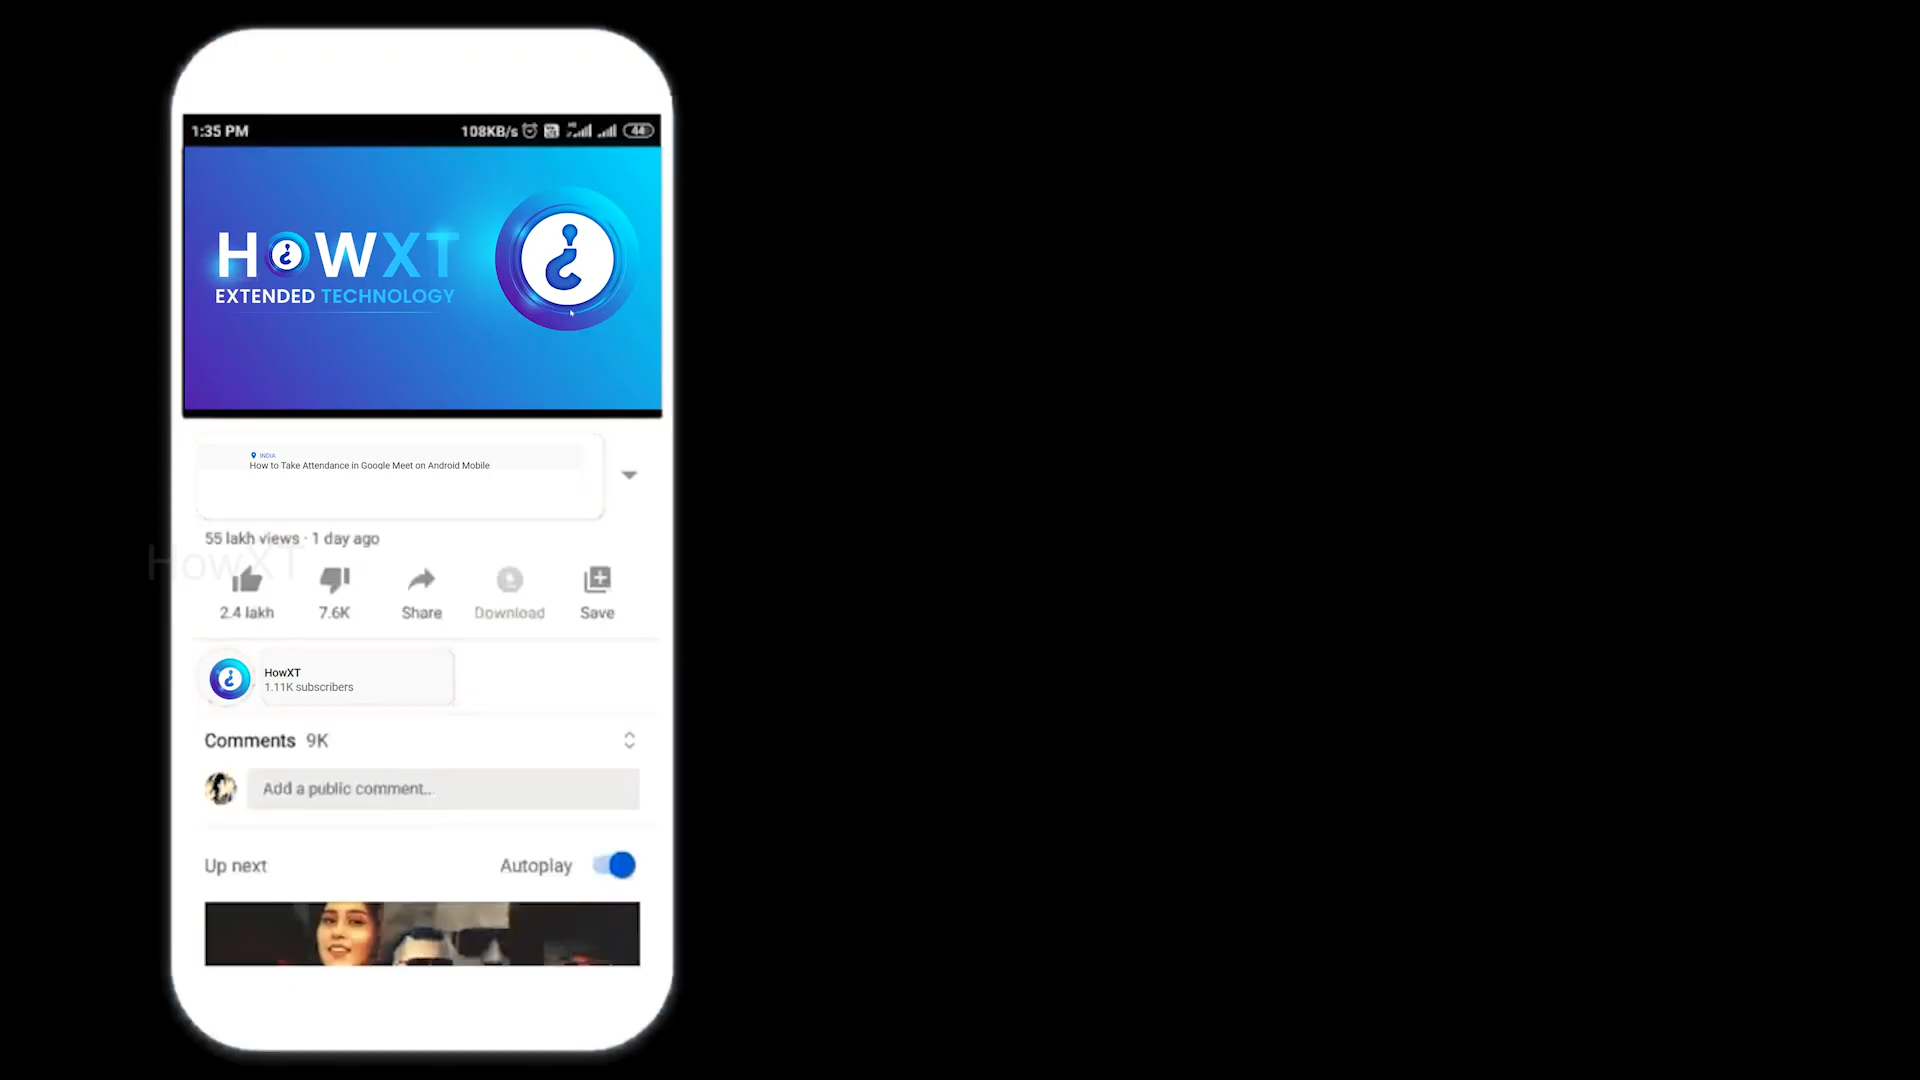 1:35 PM 108KB/s 44
HOWXT
EXTENDED TECHNOLOGY
INDIA
How to Take Attendance in Google Meet on Android Mobile
55 lakh views · 1 day ago
HowXT
2.4 lakh 7.6K Share Download Save
HowXT
1.11K subscribers
Comments 9K
Add a public comment...
Up next Autoplay